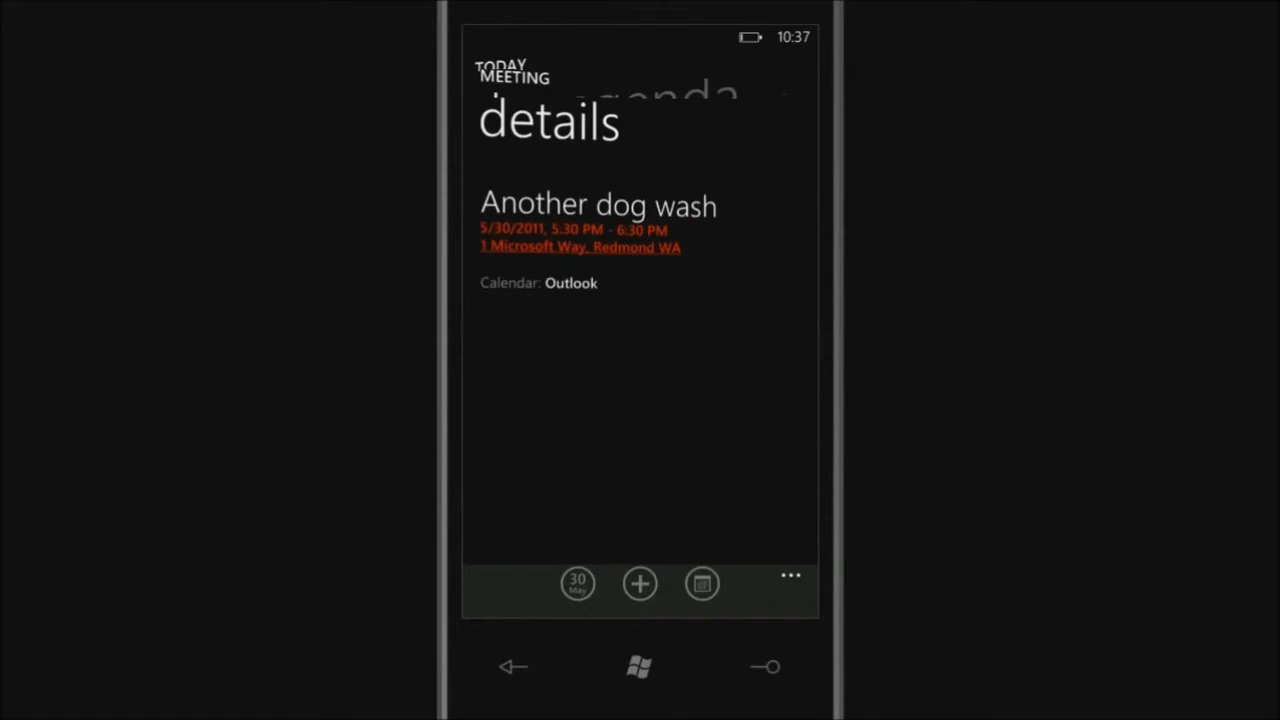 10:37
TODAY
MEETING
agenda
details
Another dog wash
5/30/2011, 5:30 PM - 6:30 PM
1 Microsoft Way, Redmond WA
Calendar: Outlook
30
May